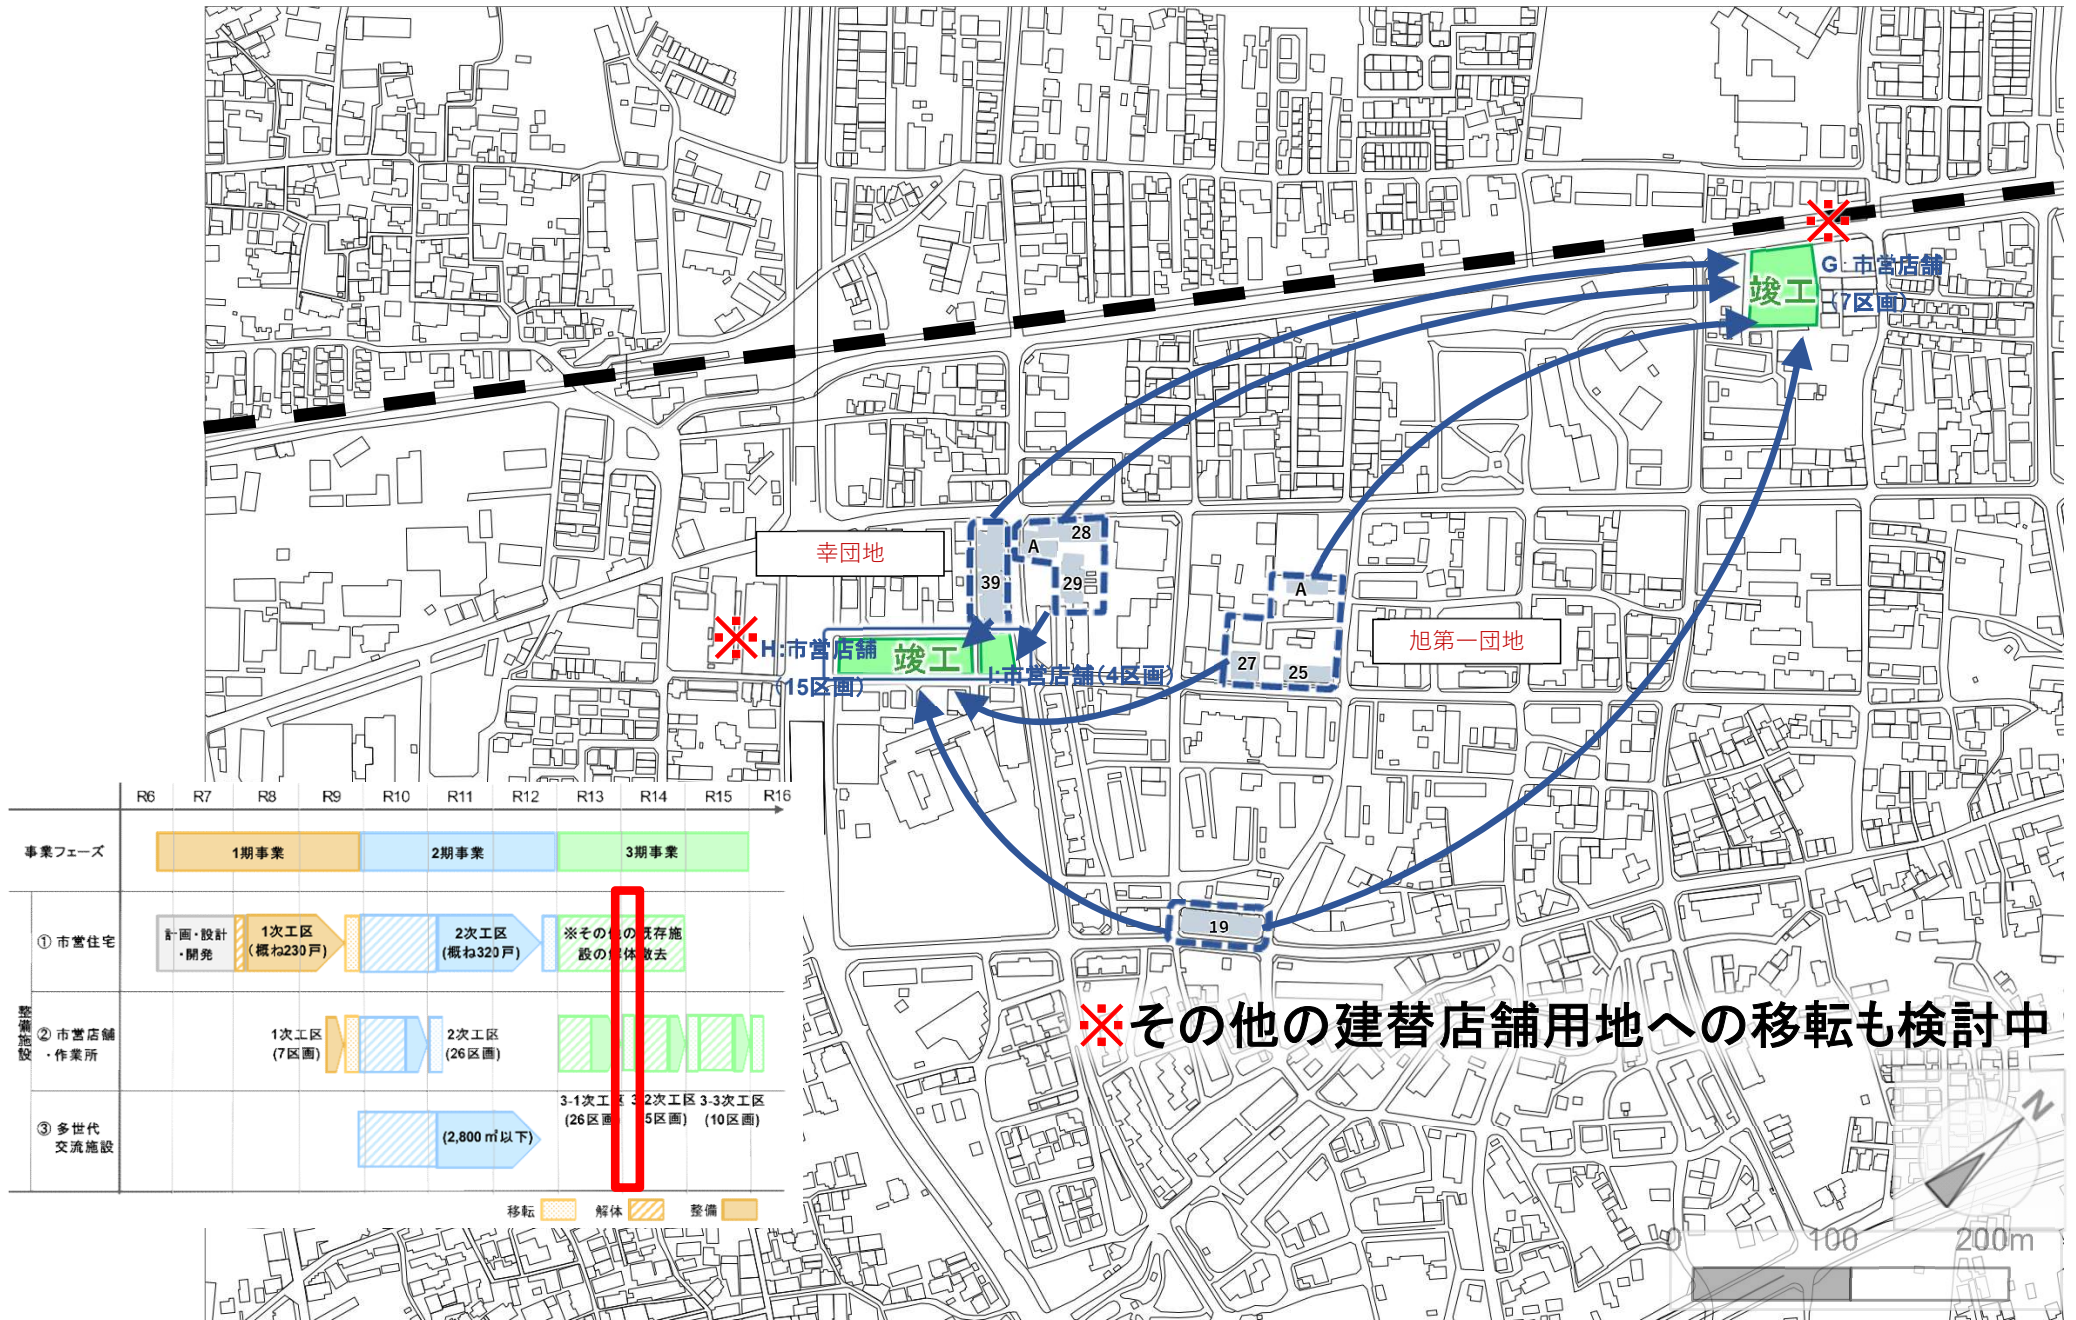 G:市営店舗
竣工
(7区画)
28
A
幸団地
39
29
A
旭第一団地
H:市営店舗
竣工
(15区画)
I:市営店舗(4区画)
27
25
19
※
※
※その他の建替店舗用地への移転も検討中
R6 R7 R8 R9 R10 R11 R12 R13 R14 R15 R16
事業フェーズ
1期事業
2期事業
3期事業
整備施設
① 市営住宅
計画・設計
・開発
1次工区
(概ね230戸)
2次工区
(概ね320戸)
※その他の既存施
設の解体撤去
② 市営店舗
・作業所
1次工区
(7区画)
2次工区
(26区画)
3-1次工区
(26区画)
3-2次工区
5区画)
3-3次工区
(10区画)
③ 多世代
交流施設
(2,800㎡以下)
移転
解体
整備
N
0 100 200m